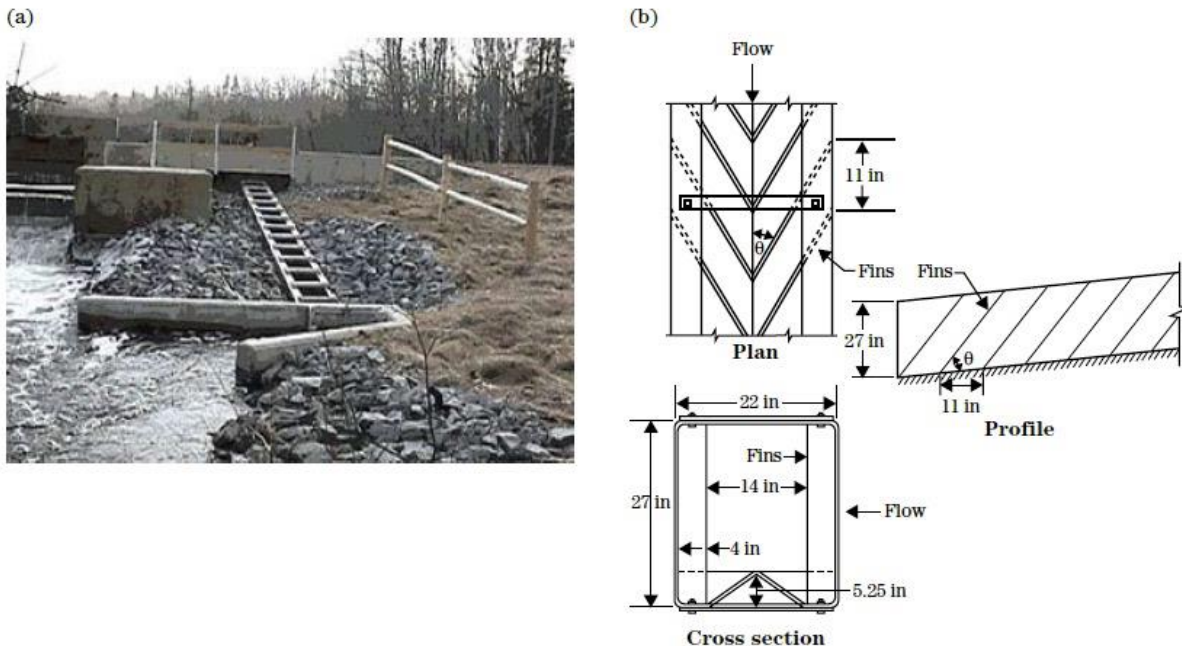 (a)
(b)
Flow
11 in
θ
Fins
Fins
Plan
27 in
θ
11 in
Profile
22 in
Fins
14 in
27 in
Flow
4 in
5.25 in
Cross section